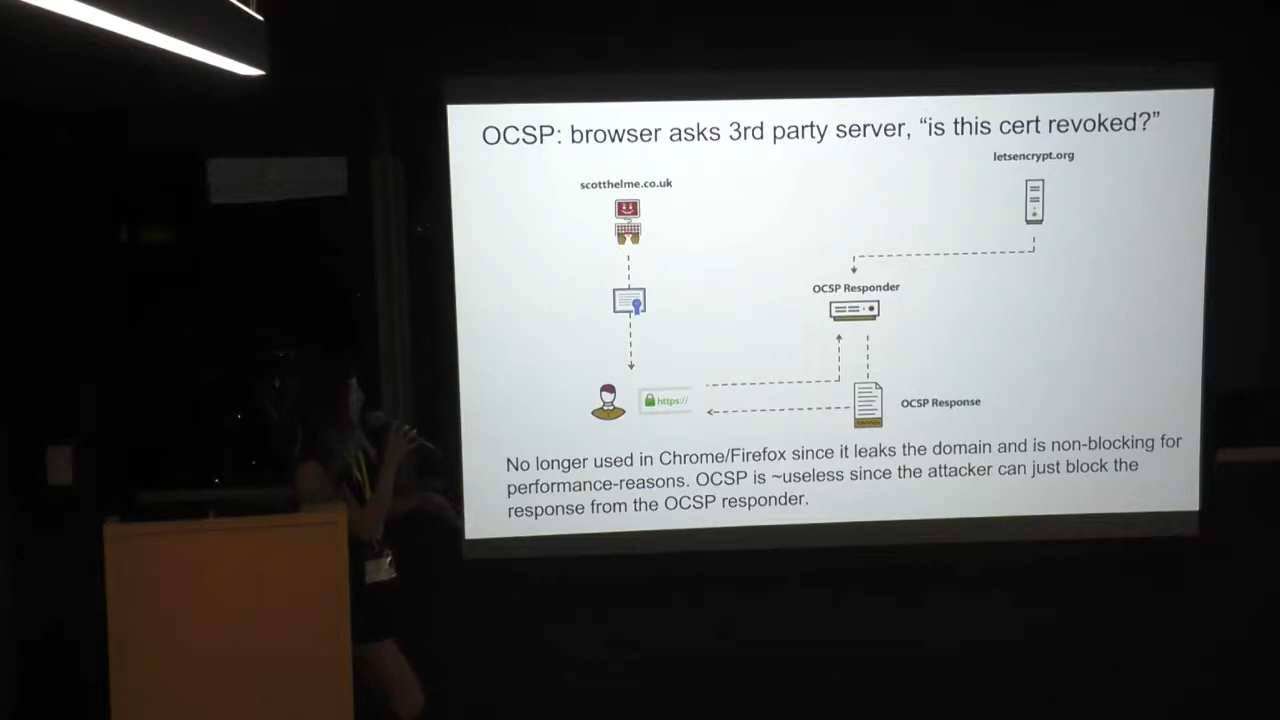 OCSP: browser asks 3rd party server, “is this cert revoked?”
letsencrypt.org
scotthelme.co.uk
OCSP Responder
https://
OCSP Response
No longer used in Chrome/Firefox since it leaks the domain and is non-blocking for
performance-reasons. OCSP is ~useless since the attacker can just block the
response from the OCSP responder.